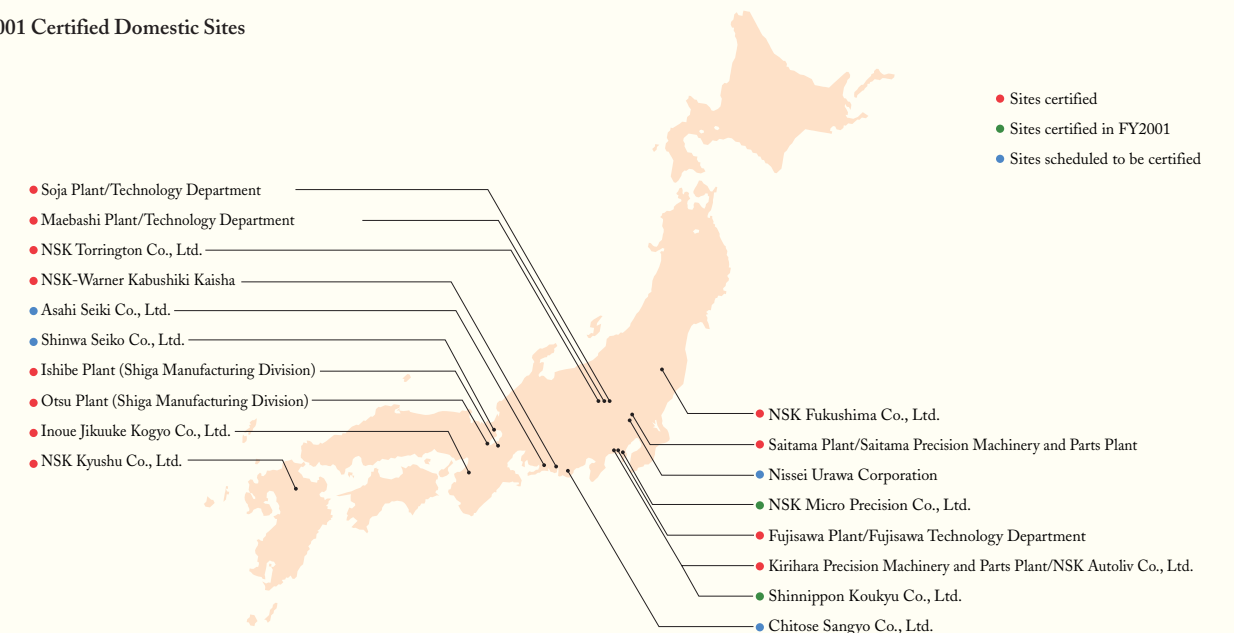 001 Certified Domestic Sites
Sites certified
Sites certified in FY2001
Sites scheduled to be certified
Soja Plant/Technology Department
Maebashi Plant/Technology Department
NSK Torrington Co., Ltd.
NSK-Warner Kabushiki Kaisha
Asahi Seiki Co., Ltd.
Shinwa Seiko Co., Ltd.
Ishibe Plant (Shiga Manufacturing Division)
Otsu Plant (Shiga Manufacturing Division)
Inoue Jikuuke Kogyo Co., Ltd.
NSK Kyushu Co., Ltd.
NSK Fukushima Co., Ltd.
Saitama Plant/Saitama Precision Machinery and Parts Plant
Nissei Urawa Corporation
NSK Micro Precision Co., Ltd.
Fujisawa Plant/Fujisawa Technology Department
Kirihara Precision Machinery and Parts Plant/NSK Autoliv Co., Ltd.
Shinnippon Koukyu Co., Ltd.
Chitose Sangyo Co., Ltd.